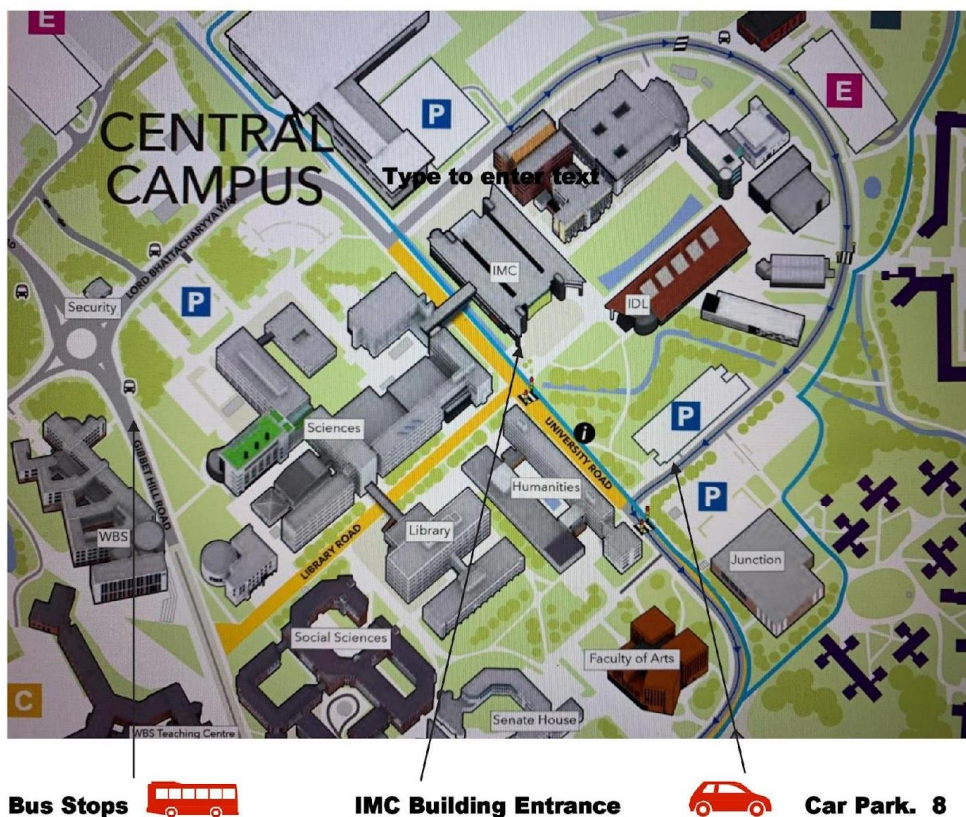 E
P
E
CENTRAL
CAMPUS
Type to enter text
LORD BHATTACHARYYA WAY
IMC
P
IDL
Security
Sciences
UNIVERSITY ROAD
i
P
GIBBET HILL ROAD
Humanities
P
WBS
Library
LIBRARY ROAD
Junction
Social Sciences
Faculty of Arts
C
Senate House
WBS Teaching Centre
Bus Stops
IMC Building Entrance
Car Park. 8